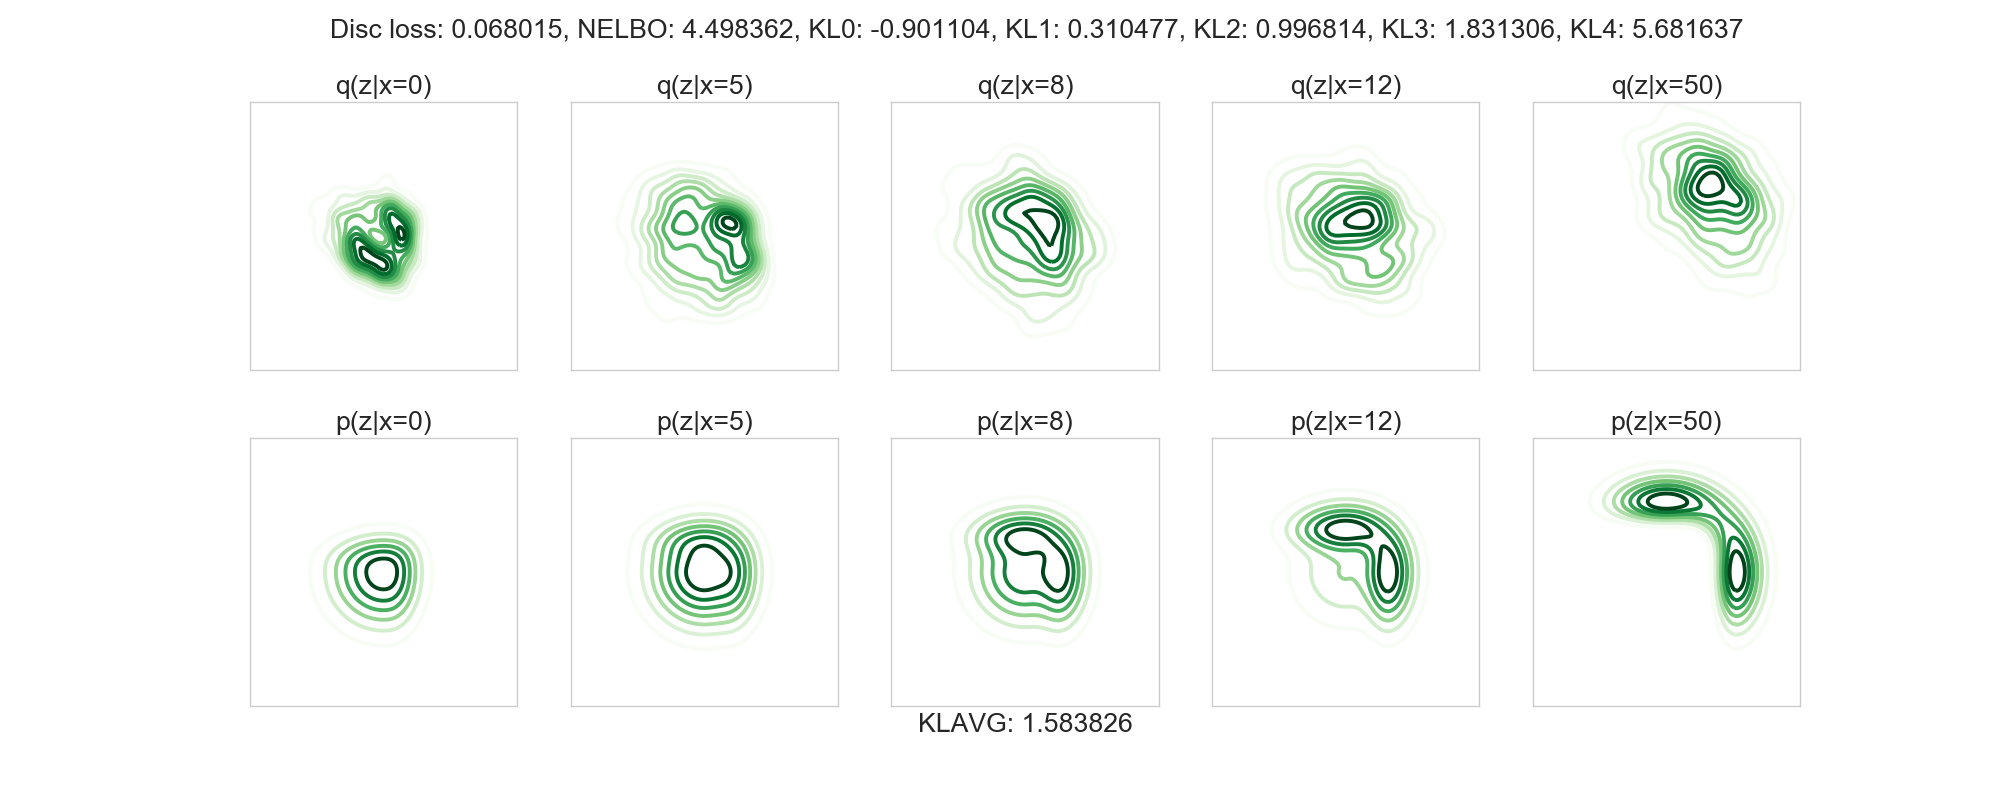 Disc loss: 0.068015, NELBO: 4.498362, KL0: -0.901104, KL1: 0.310477, KL2: 0.996814, KL3: 1.831306, KL4: 5.681637
q(z|x=0) q(z|x=5) q(z|x=8) q(z|x=12) q(z|x=50)
p(z|x=0) p(z|x=5) p(z|x=8) p(z|x=12) p(z|x=50)
KLAVG: 1.583826